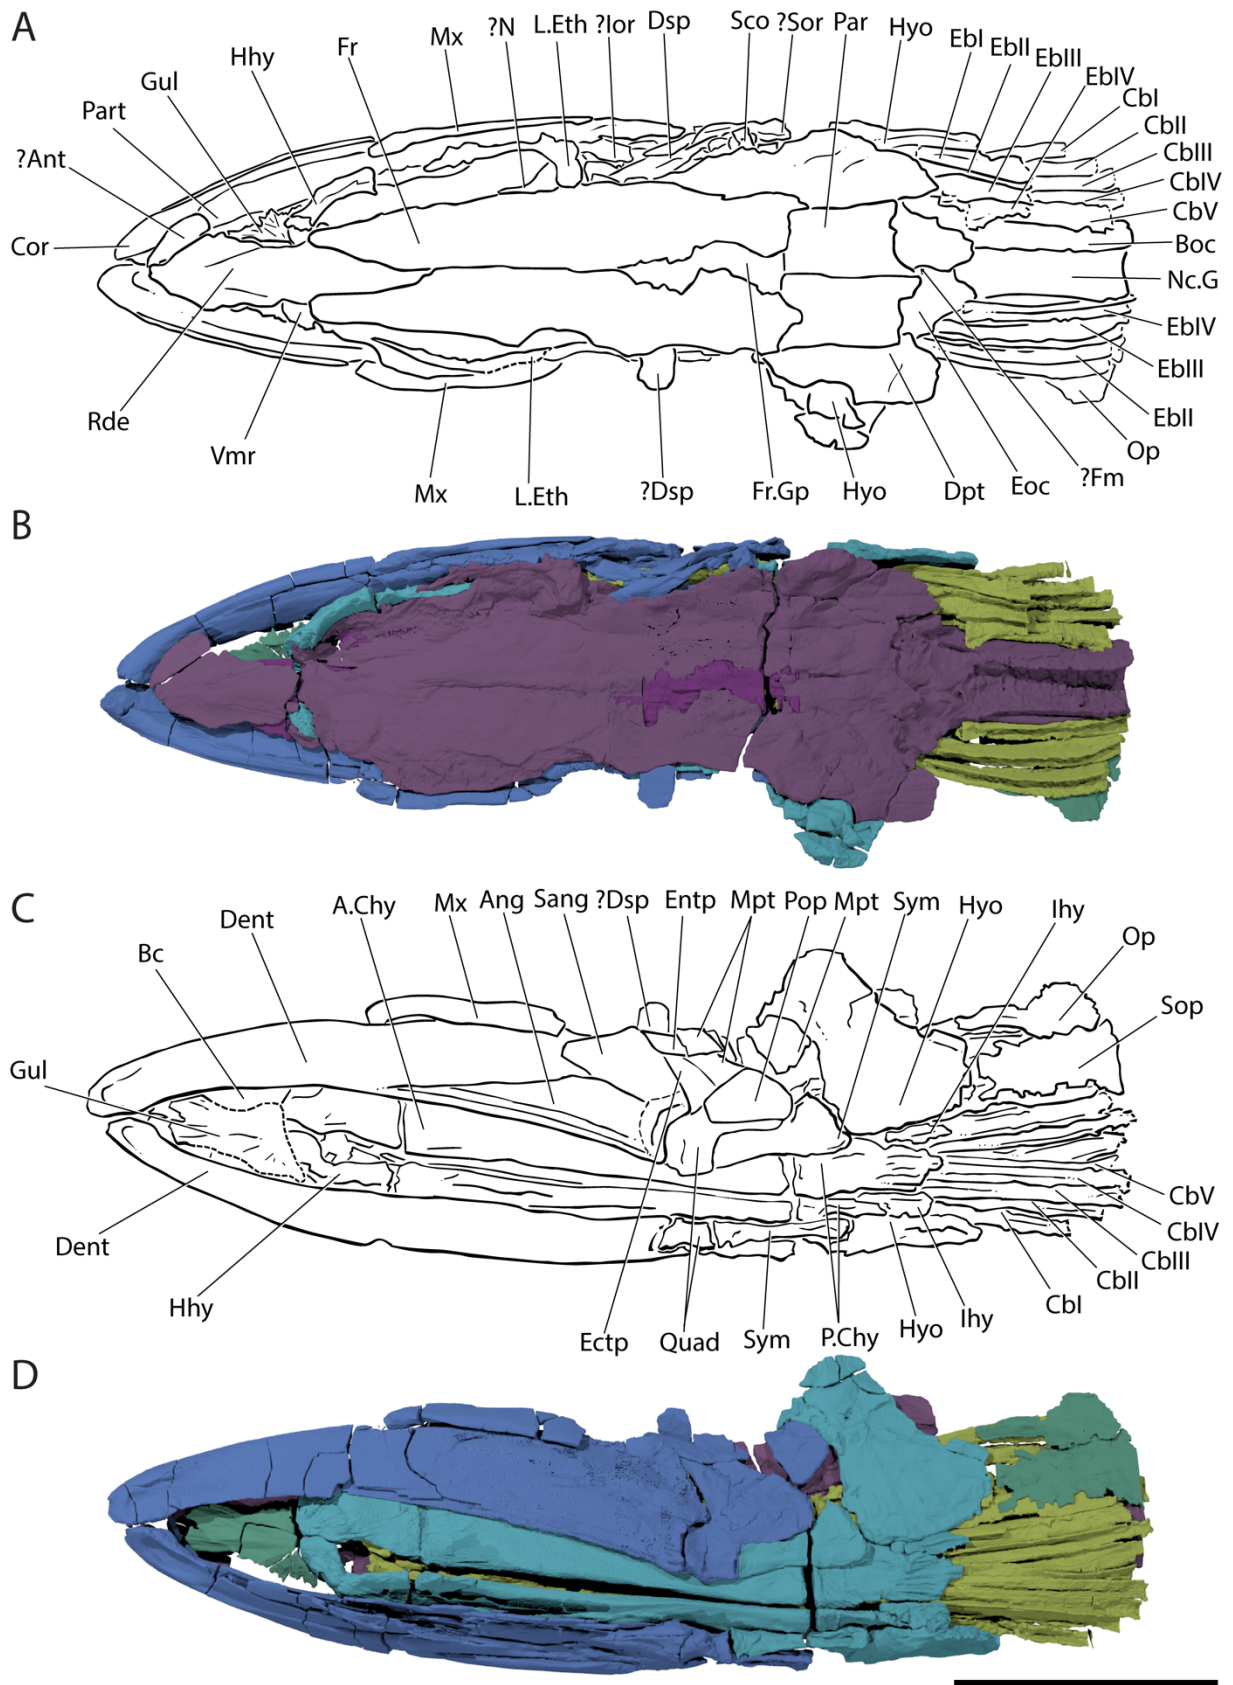 A
Mx ?N L.Eth ?Ior Dsp Sco ?Sor Par Hyo
Fr
Hhy
Gul
Part
?Ant
Cor
EbI
EbII
EbIII
EbIV
CbI
CbII
CbIII
CbIV
CbV
Boc
Nc.G
EbIV
EbIII
EbII
Op
?Fm
Eoc
Dpt
Hyo
Fr.Gp
?Dsp
L.Eth
Mx
Vmr
Rde
B
C
Bc
Dent
A.Chy
Mx Ang Sang ?Dsp Entp Mpt Pop Mpt Sym Hyo
Ihy
Op
Sop
Gul
Dent
Hhy
Ectp Quad Sym P.Chy Hyo
Ihy
CbI
CbII
CbIII
CbIV
CbV
D